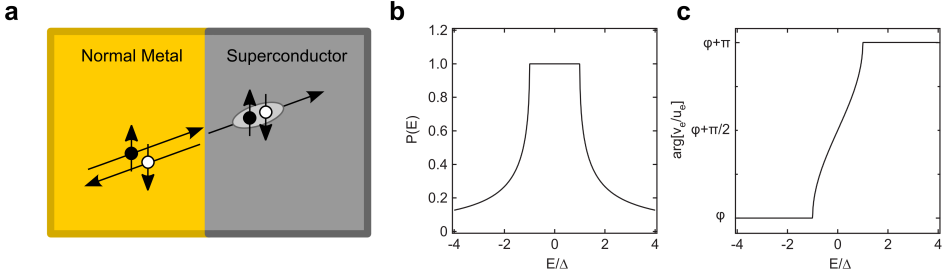 a
Normal Metal
Superconductor
b
P(E)
1.2
1.0
0.8
0.6
0.4
0.2
0
-4
-2
0
2
4
E/Δ
c
arg[v_e/u_e]
φ+π
φ+π/2
φ
-4
-2
0
2
4
E/Δ